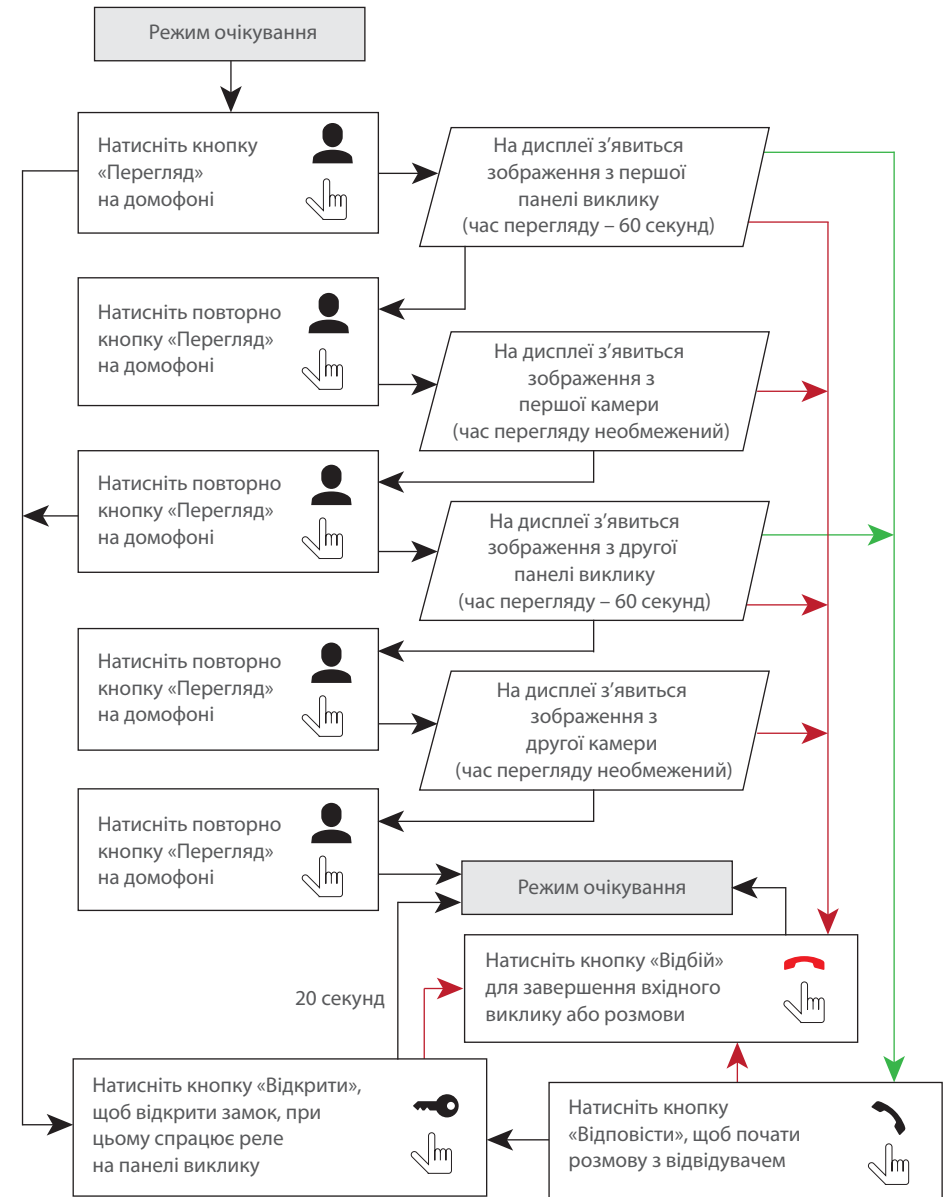 Режим очікування
Натисніть кнопку
«Перегляд»
на домофоні
На дисплеї з’явиться
зображення з першої
панелі виклику
(час перегляду – 60 секунд)
Натисніть повторно
кнопку «Перегляд»
на домофоні
На дисплеї з’явиться
зображення з
першої камери
(час перегляду необмежений)
Натисніть повторно
кнопку «Перегляд»
на домофоні
На дисплеї з’явиться
зображення з другої
панелі виклику
(час перегляду – 60 секунд)
Натисніть повторно
кнопку «Перегляд»
на домофоні
На дисплеї з’явиться
зображення з
другої камери
(час перегляду необмежений)
Натисніть повторно
кнопку «Перегляд»
на домофоні
Режим очікування
Натисніть кнопку «Відбій»
для завершення вхідного
виклику або розмови
20 секунд
Натисніть кнопку «Відкрити»,
щоб відкрити замок, при
цьому спрацює реле
на панелі виклику
Натисніть кнопку
«Відповісти», щоб почати
розмову з відвідувачем